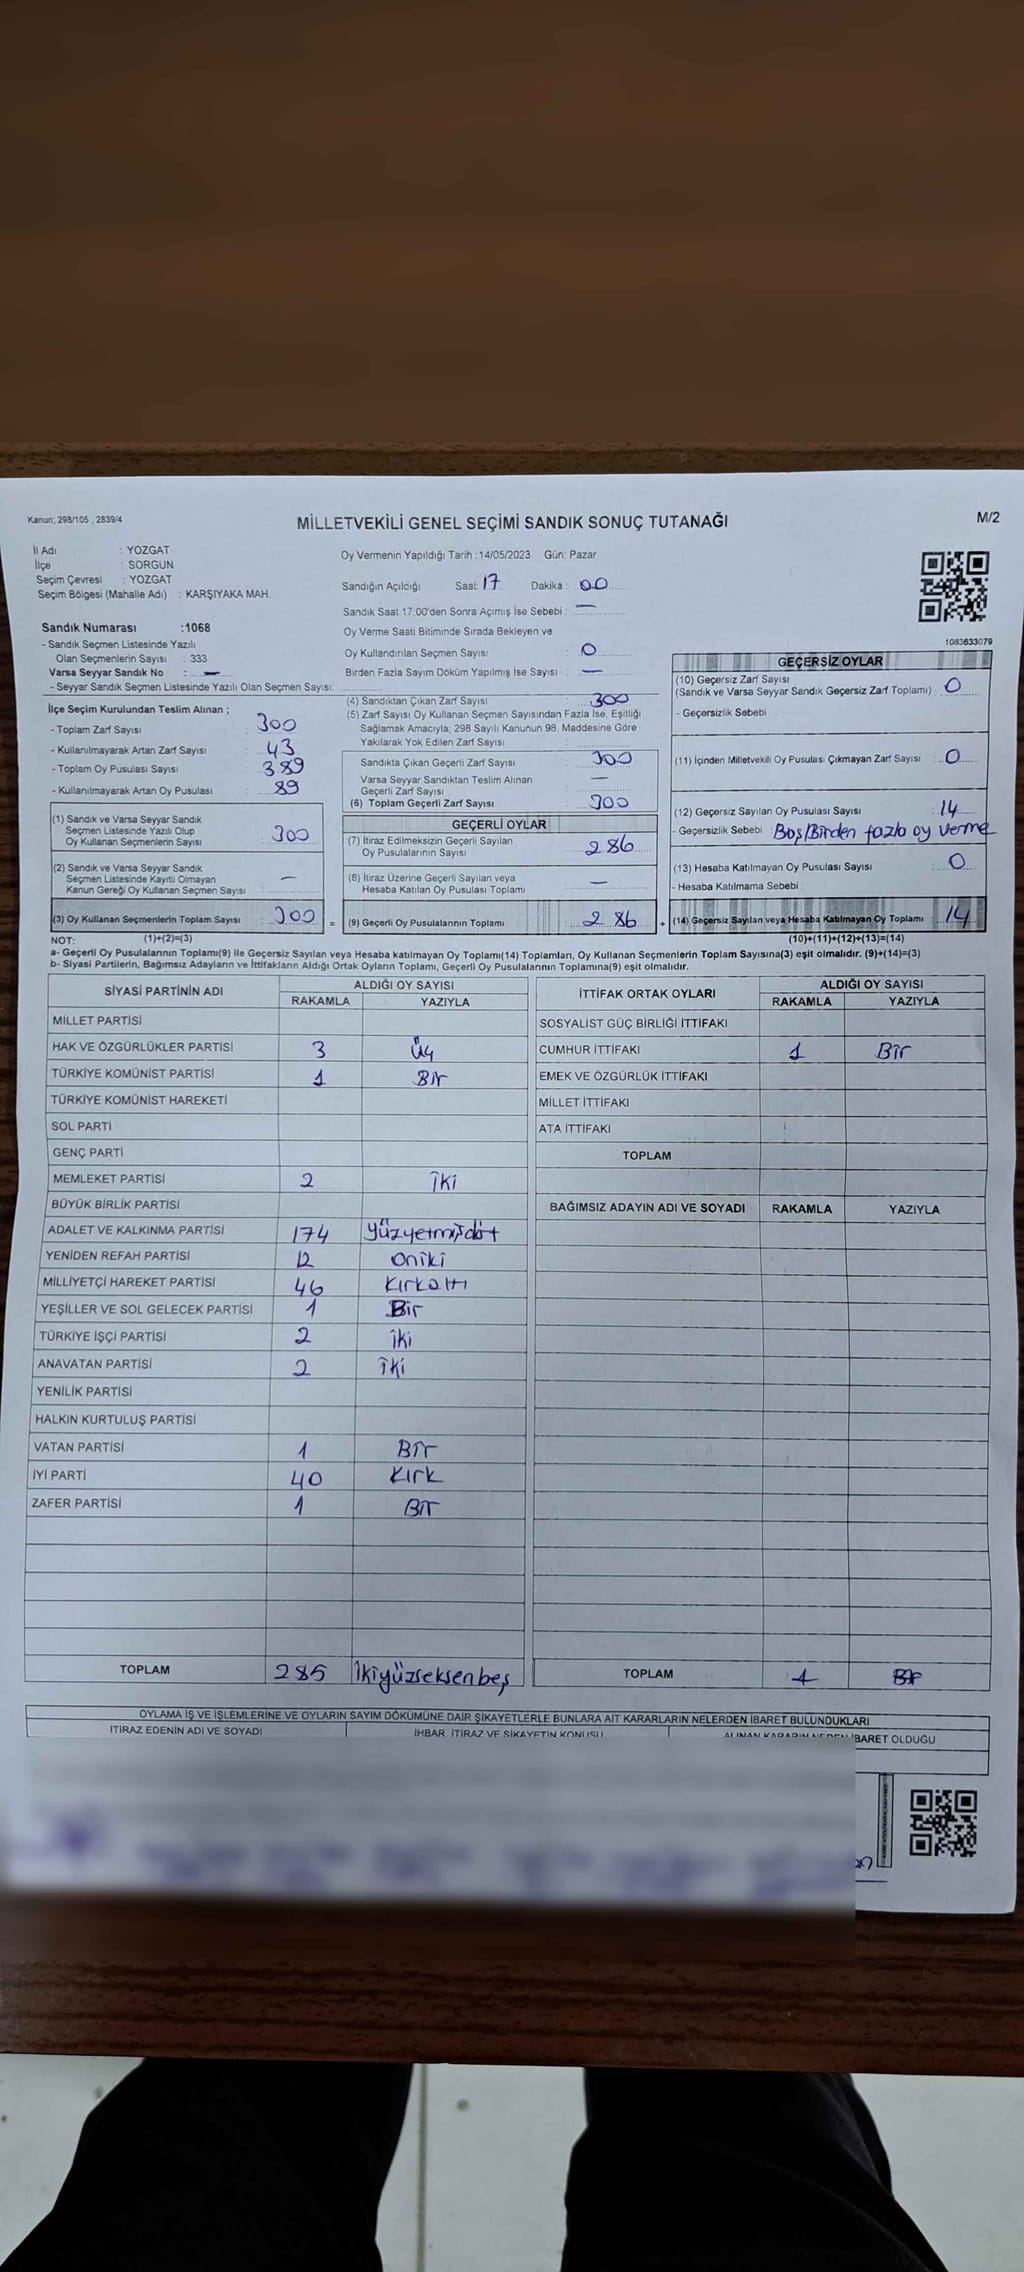 Kanun; 298/105 , 2839/4
MİLLETVEKİLİ GENEL SEÇİMİ SANDIK SONUÇ TUTANAĞI
M/2
İl Adı : YOZGAT
İlçe : SORGUN
Seçim Çevresi : YOZGAT
Seçim Bölgesi (Mahalle Adı) : KARŞIYAKA MAH.
Sandık Numarası :1068
- Sandık Seçmen Listesinde Yazılı
Olan Seçmenlerin Sayısı : 333
Varsa Seyyar Sandık No : —
- Seyyar Sandık Seçmen Listesinde Yazılı Olan Seçmen Sayısı:
İlçe Seçim Kurulundan Teslim Alınan ;
- Toplam Zarf Sayısı : 300
- Kullanılmayarak Artan Zarf Sayısı : 43
- Toplam Oy Pusulası Sayısı : 389
- Kullanılmayarak Artan Oy Pusulası : 89
(1) Sandık ve Varsa Seyyar Sandık
Seçmen Listesinde Yazılı Olup
Oy Kullanan Seçmenlerin Sayısı : 300
(2) Sandık ve Varsa Seyyar Sandık
Seçmen Listesinde Kayıtlı Olmayan
Kanun Gereği Oy Kullanan Seçmen Sayısı —
(3) Oy Kullanan Seçmenlerin Toplam Sayısı 300 =
Oy Vermenin Yapıldığı Tarih :14/05/2023 Gün: Pazar
Sandığın Açıldığı Saat: 17 Dakika : 00
Sandık Saat 17:00'den Sonra Açımış İse Sebebi : —
Oy Verme Saati Bitiminde Sırada Bekleyen ve
Oy Kullandırılan Seçmen Sayısı : 0
Birden Fazla Sayım Döküm Yapılmış İse Sayısı : —
(4) Sandıktan Çıkan Zarf Sayısı : 300
(5) Zarf Sayısı Oy Kullanan Seçmen Sayısından Fazla İse, Eşitliği
Sağlamak Amacıyla; 298 Sayılı Kanunun 98. Maddesine Göre
Yakılarak Yok Edilen Zarf Sayısı :
Sandıkta Çıkan Geçerli Zarf Sayısı : 300
Varsa Seyyar Sandıktan Teslim Alınan
Geçerli Zarf Sayısı : —
(6) Toplam Geçerli Zarf Sayısı : 300
GEÇERLİ OYLAR
(7) İtiraz Edilmeksizin Geçerli Sayılan
Oy Pusulalarının Sayısı : 286
(8) İtiraz Üzerine Geçerli Sayılan veya
Hesaba Katılan Oy Pusulası Toplamı : —
(9) Geçerli Oy Pusulalarının Toplamı 286 +
1083633079
GEÇERSİZ OYLAR
(10) Geçersiz Zarf Sayısı
(Sandık ve Varsa Seyyar Sandık Geçersiz Zarf Toplamı) : 0
- Geçersizlik Sebebi :
(11) İçinden Milletvekili Oy Pusulası Çıkmayan Zarf Sayısı : 0
(12) Geçersiz Sayılan Oy Pusulası Sayısı : 14
- Geçersizlik Sebebi : Boş/Birden fazla oy verme
(13) Hesaba Katılmayan Oy Pusulası Sayısı : 0
- Hesaba Katılmama Sebebi :
(14) Geçersiz Sayılan veya Hesaba Katılmayan Oy Toplamı 14
NOT: (1)+(2)=(3) (10)+(11)+(12)+(13)=(14)
a- Geçerli Oy Pusulalarının Toplamı(9) ile Geçersiz Sayılan veya Hesaba katılmayan Oy Toplamı(14) Toplamları, Oy Kullanan Seçmenlerin Toplam Sayısına(3) eşit olmalıdır. (9)+(14)=(3)
b- Siyasi Partilerin, Bağımsız Adayların ve İttifakların Aldığı Ortak Oyların Toplamı, Geçerli Oy Pusulalarının Toplamına(9) eşit olmalıdır.
SİYASİ PARTİNİN ADI ALDIĞI OY SAYISI
RAKAMLA YAZIYLA
MİLLET PARTİSİ
HAK VE ÖZGÜRLÜKLER PARTİSİ 3 Üç
TÜRKİYE KOMÜNİST PARTİSİ 1 Bir
TÜRKİYE KOMÜNİST HAREKETİ
SOL PARTİ
GENÇ PARTİ
MEMLEKET PARTİSİ 2 İki
BÜYÜK BİRLİK PARTİSİ
ADALET VE KALKINMA PARTİSİ 174 Yüzyetmişdört
YENİDEN REFAH PARTİSİ 12 oniki
MİLLİYETÇİ HAREKET PARTİSİ 46 Kırkaltı
YEŞİLLER VE SOL GELECEK PARTİSİ 1 Bir
TÜRKİYE İŞÇİ PARTİSİ 2 İki
ANAVATAN PARTİSİ 2 İki
YENİLİK PARTİSİ
HALKIN KURTULUŞ PARTİSİ
VATAN PARTİSİ 1 Bir
İYİ PARTİ 40 Kırk
ZAFER PARTİSİ 1 Bir
TOPLAM 285 İkiyüzseksenbeş
İTTİFAK ORTAK OYLARI ALDIĞI OY SAYISI
RAKAMLA YAZIYLA
SOSYALİST GÜÇ BİRLİĞİ İTTİFAKI
CUMHUR İTTİFAKI 1 Bir
EMEK VE ÖZGÜRLÜK İTTİFAKI
MİLLET İTTİFAKI
ATA İTTİFAKI
TOPLAM
BAĞIMSIZ ADAYIN ADI VE SOYADI RAKAMLA YAZIYLA
TOPLAM 1 Bir
OYLAMA İŞ VE İŞLEMLERİNE VE OYLARIN SAYIM DÖKÜMÜNE DAİR ŞİKAYETLERLE BUNLARA AİT KARARLARIN NELERDEN İBARET BULUNDUKLARI
İTİRAZ EDENİN ADI VE SOYADI İHBAR, İTİRAZ VE ŞİKAYETİN KONUSU ALINAN KARARIN NEDEN İBARET OLDUĞU